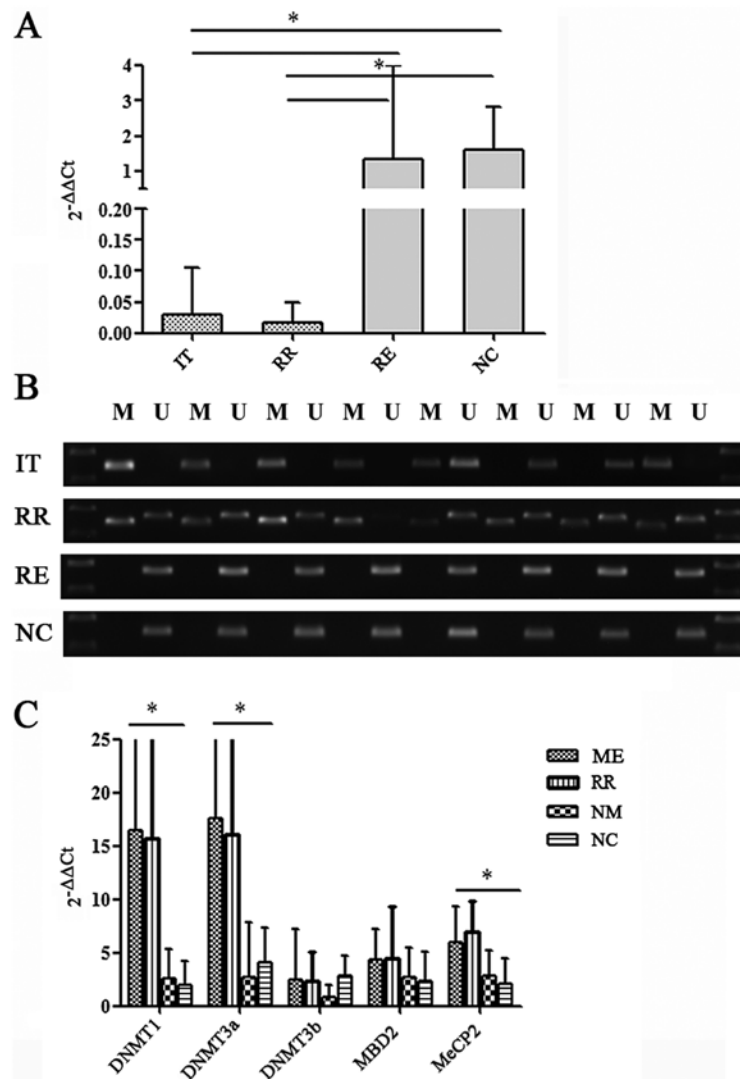 A
*
*
2-ΔΔCt
4
3
2
1
0.20
0.15
0.10
0.05
0.00
IT RR RE NC
B
M U M U M U M U M U M U M U M U
IT
RR
RE
NC
C
* *
*
2-ΔΔCt
25
20
15
10
5
0
DNMT1 DNMT3a DNMT3b MBD2 MeCP2
ME
RR
NM
NC